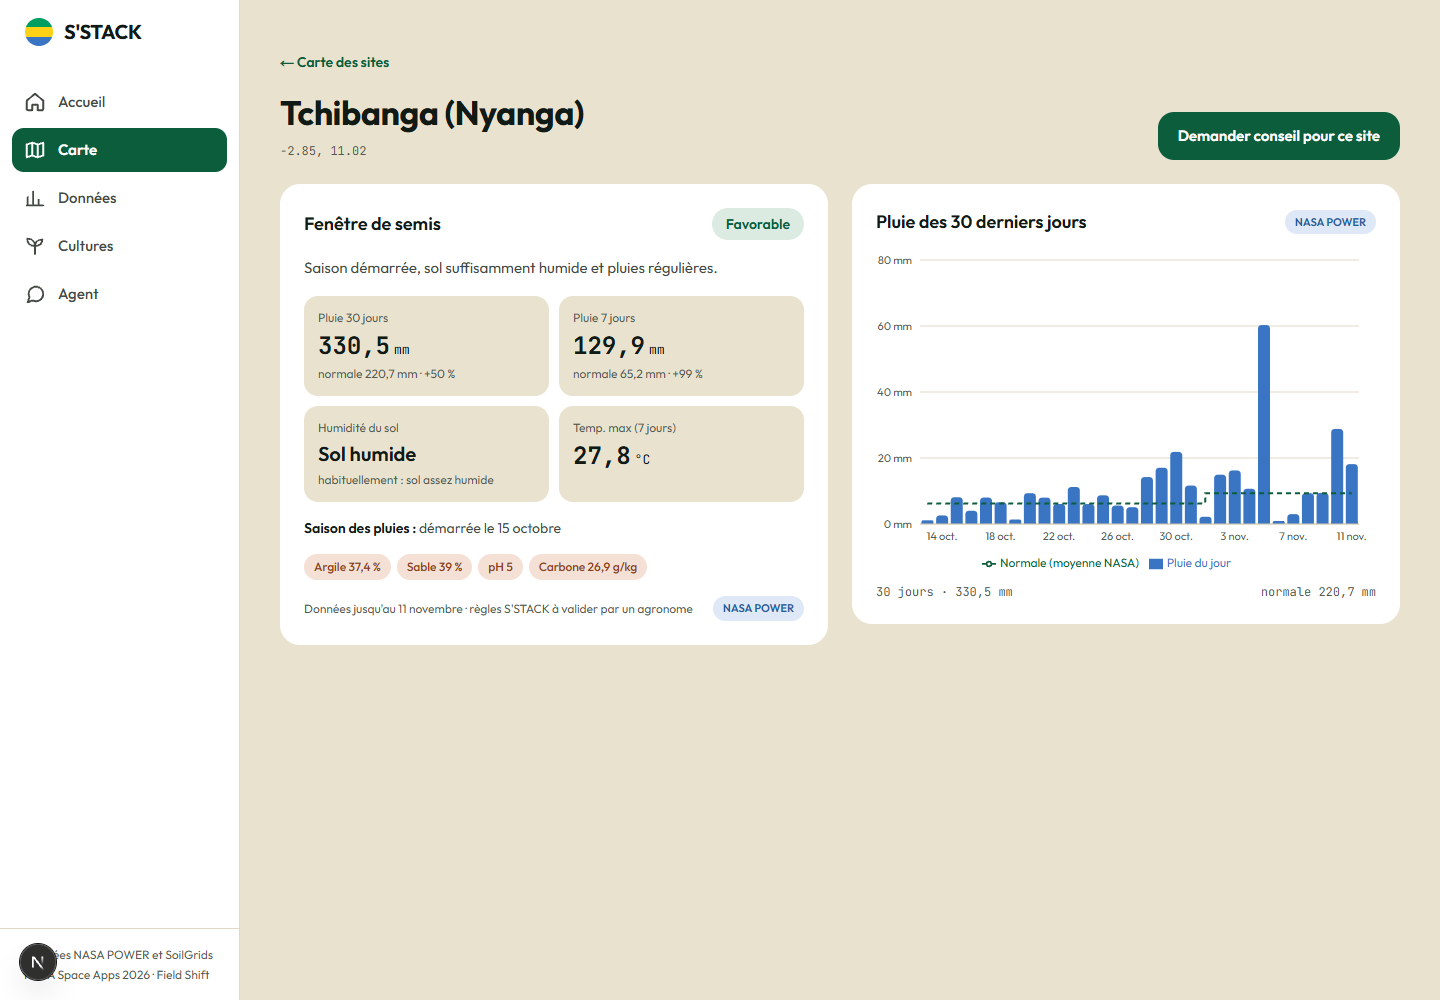 S'STACK
Accueil
Carte
Données
Cultures
Agent
ées NASA POWER et SoilGrids
Space Apps 2026 · Field Shift
← Carte des sites
Tchibanga (Nyanga)
-2.85, 11.02
Demander conseil pour ce site
Fenêtre de semis
Favorable
Saison démarrée, sol suffisamment humide et pluies régulières.
Pluie 30 jours
330,5 mm
normale 220,7 mm · +50 %
Pluie 7 jours
129,9 mm
normale 65,2 mm · +99 %
Humidité du sol
Sol humide
habituellement : sol assez humide
Temp. max (7 jours)
27,8 °C
Saison des pluies : démarrée le 15 octobre
Argile 37,4 %
Sable 39 %
pH 5
Carbone 26,9 g/kg
Données jusqu'au 11 novembre · règles S'STACK à valider par un agronome
NASA POWER
Pluie des 30 derniers jours
NASA POWER
80 mm
60 mm
40 mm
20 mm
0 mm
14 oct. 18 oct. 22 oct. 26 oct. 30 oct. 3 nov. 7 nov. 11 nov.
Normale (moyenne NASA) Pluie du jour
30 jours · 330,5 mm
normale 220,7 mm